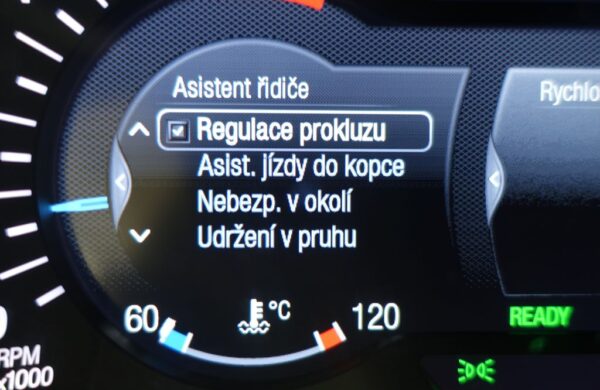 Asistent řidiče
Regulace prokluzu
Asist. jízdy do kopce
Nebezp. v okolí
Udržení v pruhu
60 °C 120
Rychlo
READY
RPM
x1000